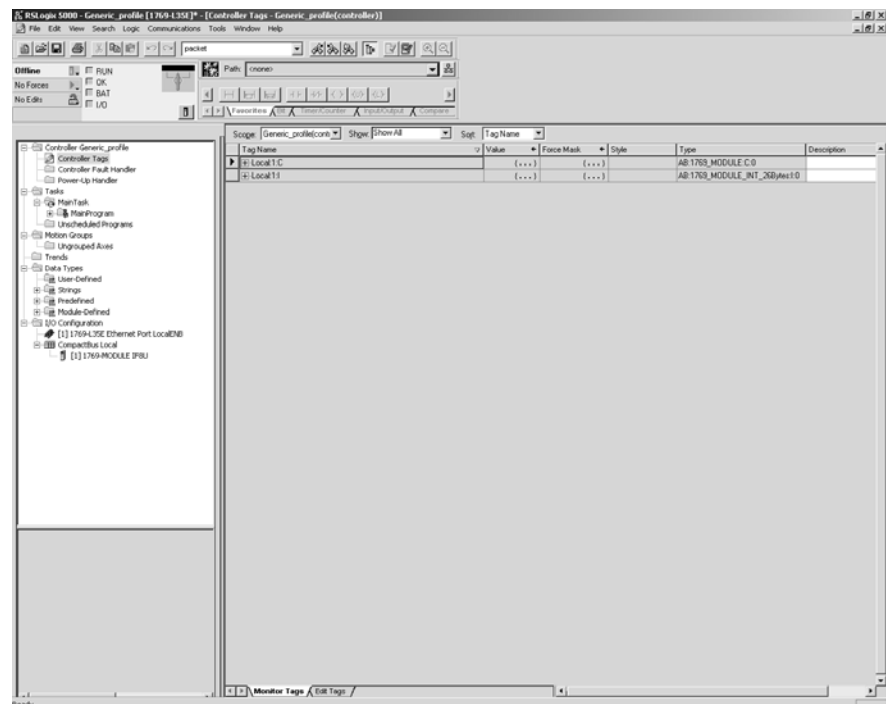 RSLogix 5000 - Generic_profile [1769-L35E]* - [Controller Tags - Generic_profile(controller)]
File Edit View Search Logic Communications Tools Window Help
packet
Offline
RUN
Path: <none>
No Forces
OK
No Edits
BAT
I/O
Favorites Bit Timer/Counter Input/Output Compare
Scope: Generic_profile(contr Show: Show All Sort: Tag Name
Controller Generic_profile
Controller Tags
Controller Fault Handler
Power-Up Handler
Tasks
MainTask
MainProgram
Unscheduled Programs
Motion Groups
Ungrouped Axes
Trends
Data Types
User-Defined
Strings
Predefined
Module-Defined
I/O Configuration
[1] 1769-L35E Ethernet Port LocalENB
CompactBus Local
[1] 1769-MODULE IF8U
Tag Name Value Force Mask Style Type Description
Local:1:C {...} {...} AB:1769_MODULE:C:0
Local:1:I {...} {...} AB:1769_MODULE_INT_26Bytes:I:0
Monitor Tags Edit Tags